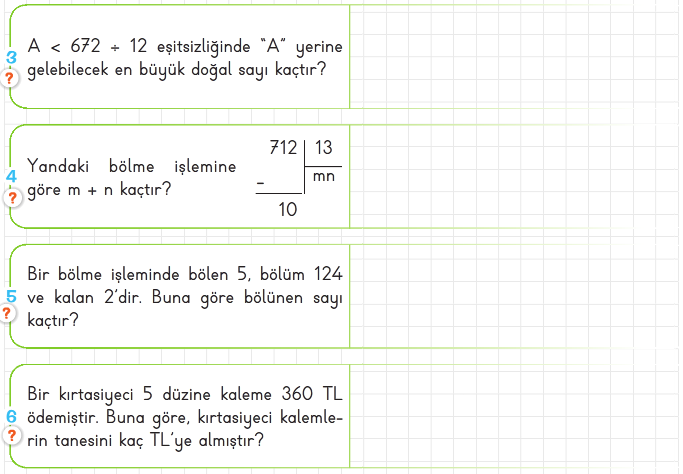 3
?
A < 672 ÷ 12 eşitsizliğinde “A” yerine
gelebilecek en büyük doğal sayı kaçtır?
4
?
Yandaki bölme işlemine
göre m + n kaçtır?
712 13
mn
-
10
5
?
Bir bölme işleminde bölen 5, bölüm 124
ve kalan 2’dir. Buna göre bölünen sayı
kaçtır?
6
?
Bir kırtasiyeci 5 düzine kaleme 360 TL
ödemiştir. Buna göre, kırtasiyeci kalemle-
rin tanesini kaç TL’ye almıştır?